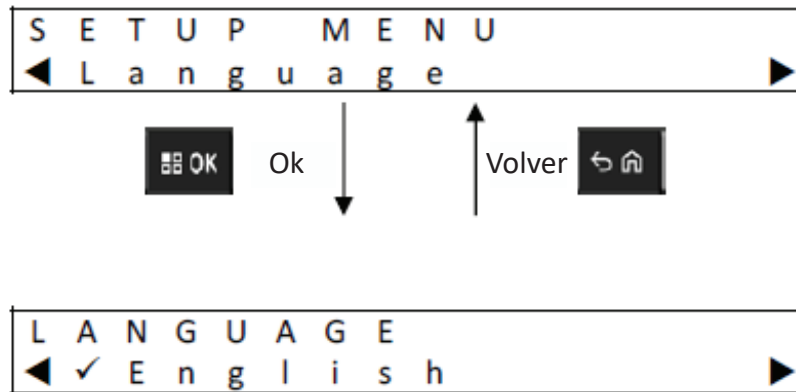 SETUP MENU
◀ Language ▶
OK Ok Volver
LANGUAGE
◀ ✓ English ▶